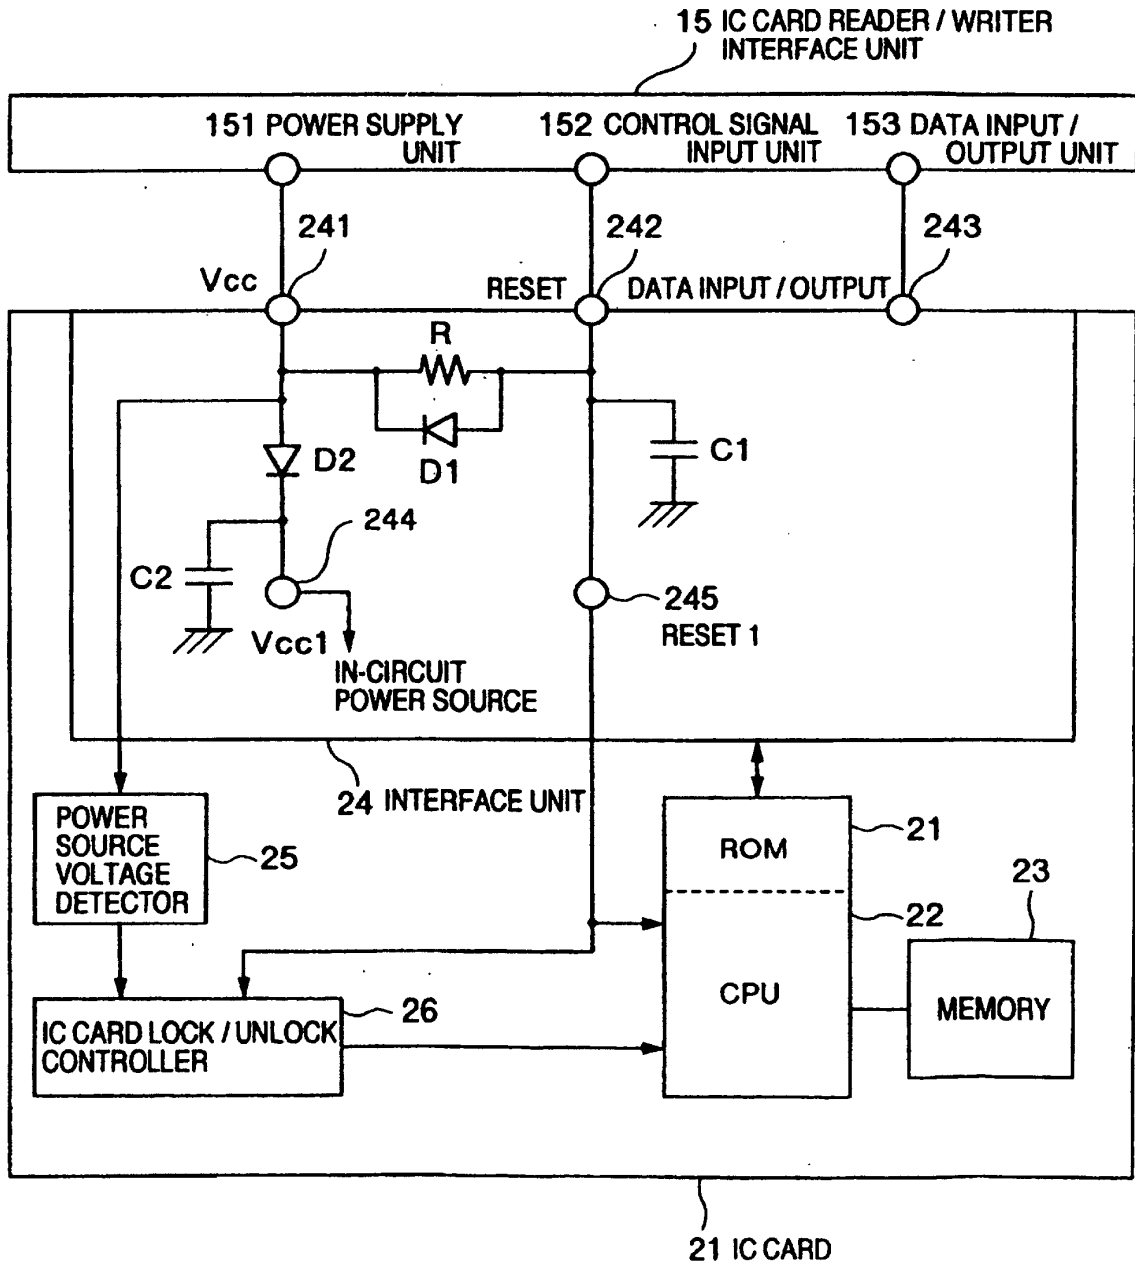 15 IC CARD READER / WRITER
INTERFACE UNIT
151 POWER SUPPLY
UNIT
152 CONTROL SIGNAL
INPUT UNIT
153 DATA INPUT /
OUTPUT UNIT
241
242
243
Vcc
RESET
DATA INPUT / OUTPUT
R
D1
D2
C1
C2
244
Vcc1
IN-CIRCUIT
POWER SOURCE
245
RESET 1
24 INTERFACE UNIT
POWER
SOURCE
VOLTAGE
DETECTOR
25
ROM
21
22
23
CPU
MEMORY
IC CARD LOCK / UNLOCK
CONTROLLER
26
21 IC CARD